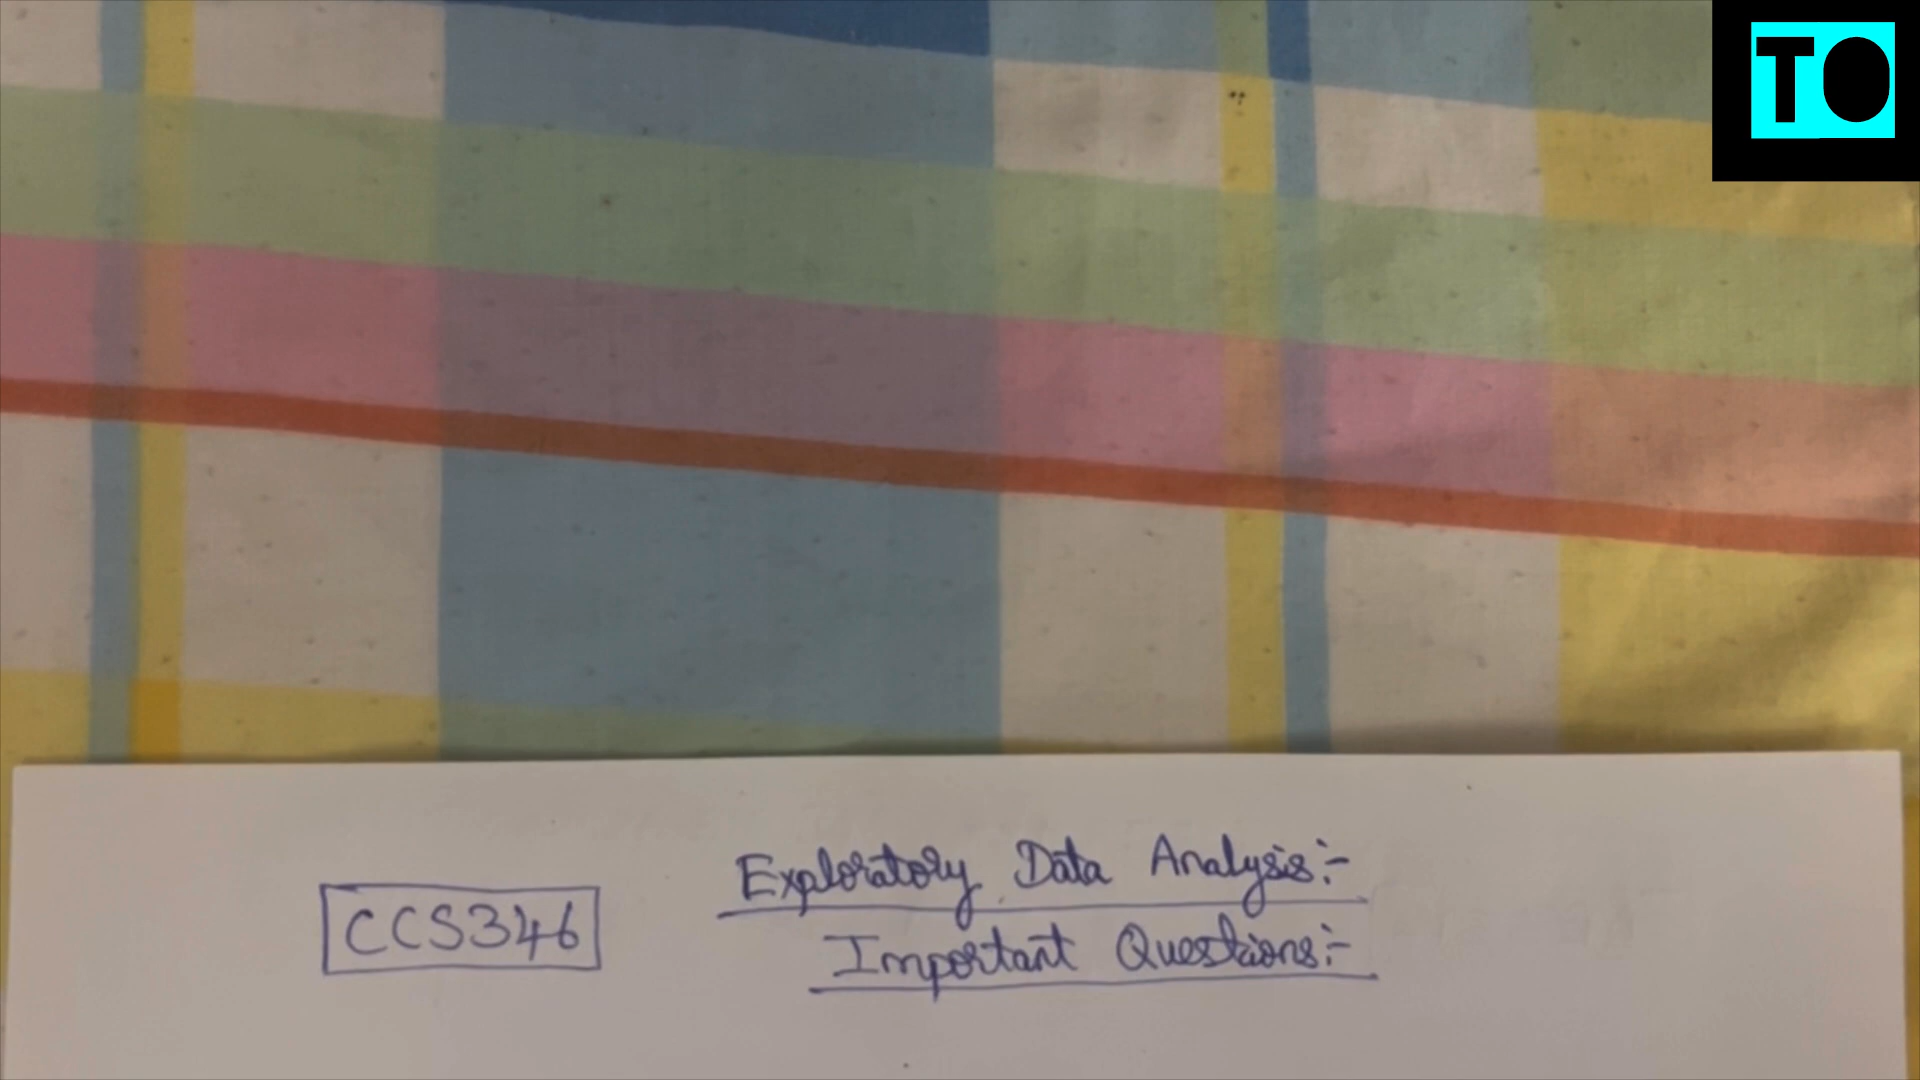 TO
Exploratory Data Analysis:-
CCS346
Important Questions:-